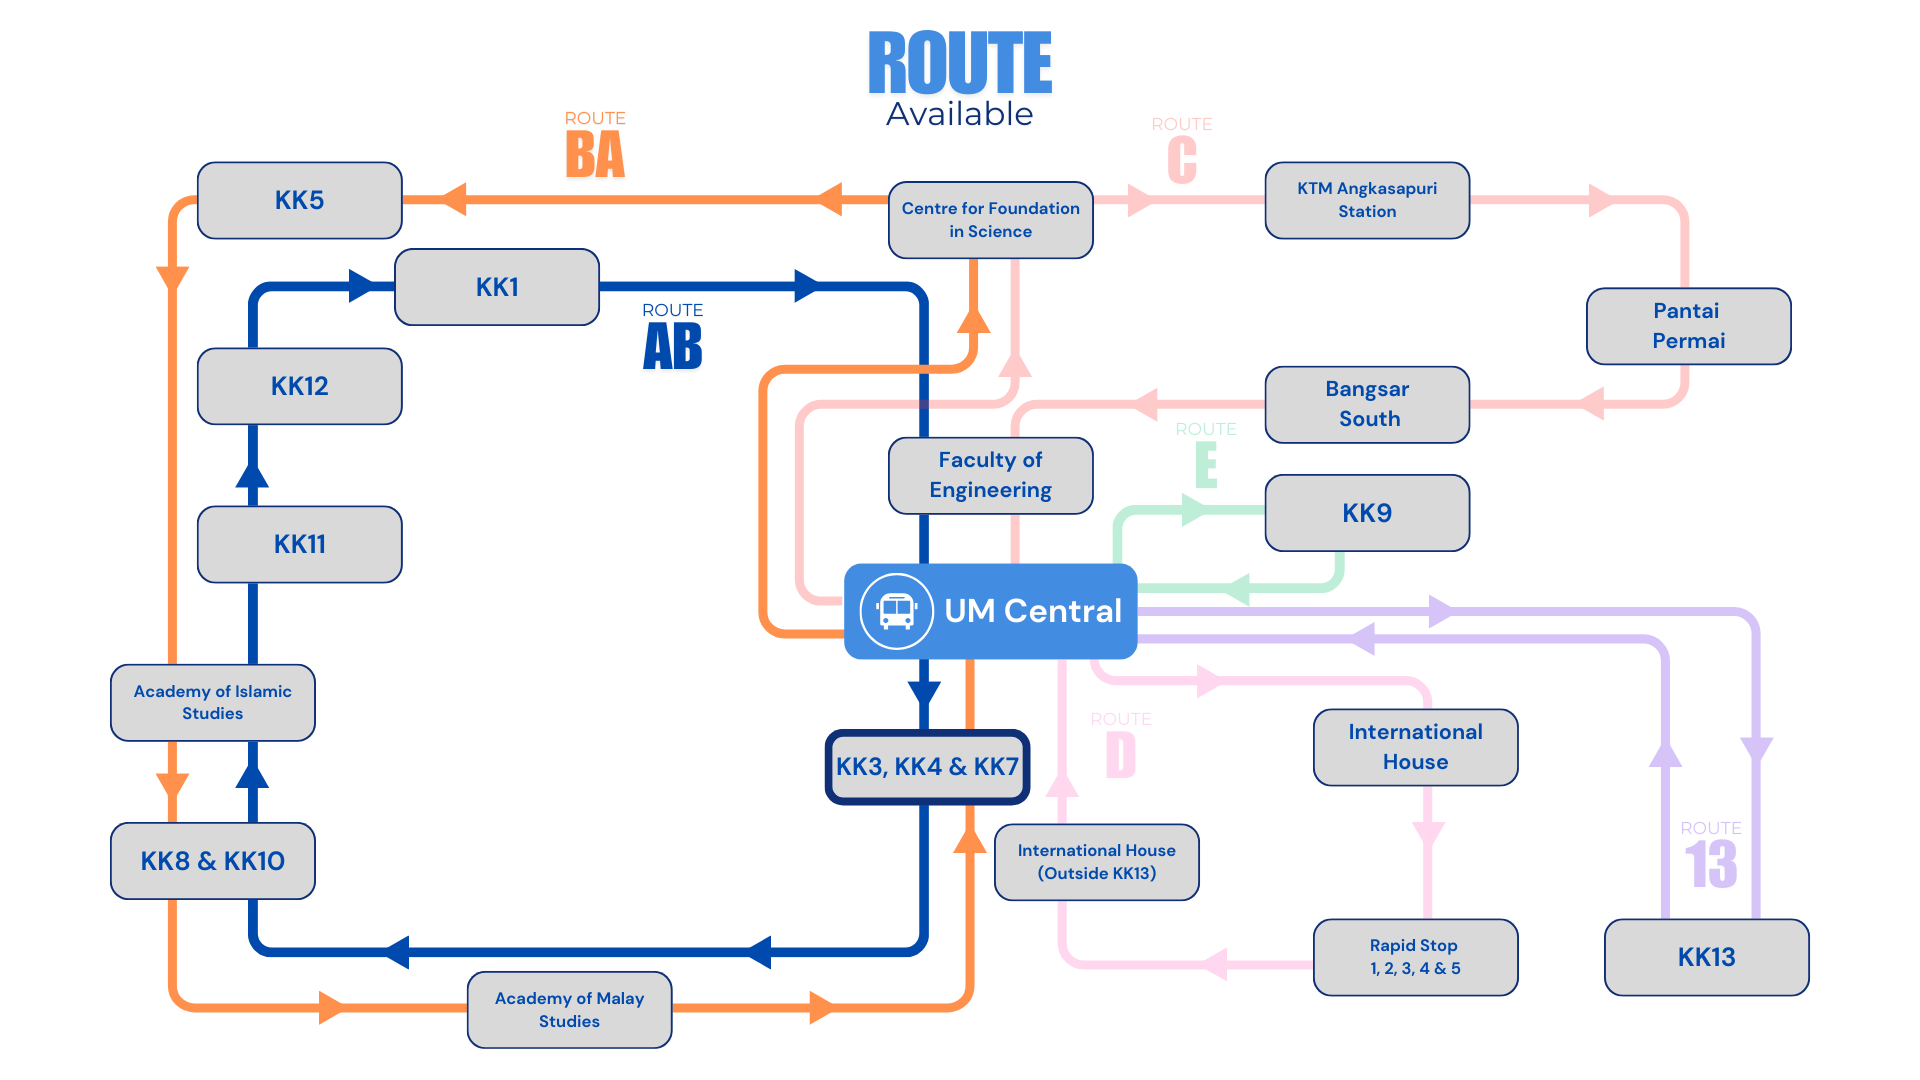 ROUTE
Available
ROUTE
BA
ROUTE
C
KK5
Centre for Foundation
in Science
KTM Angkasapuri
Station
KK1
ROUTE
AB
Pantai
Permai
KK12
Bangsar
South
ROUTE
E
Faculty of
Engineering
KK9
KK11
UM Central
Academy of Islamic
Studies
ROUTE
D
International
House
KK3, KK4 & KK7
KK8 & KK10
International House
(Outside KK13)
ROUTE
13
Rapid Stop
1, 2, 3, 4 & 5
KK13
Academy of Malay
Studies